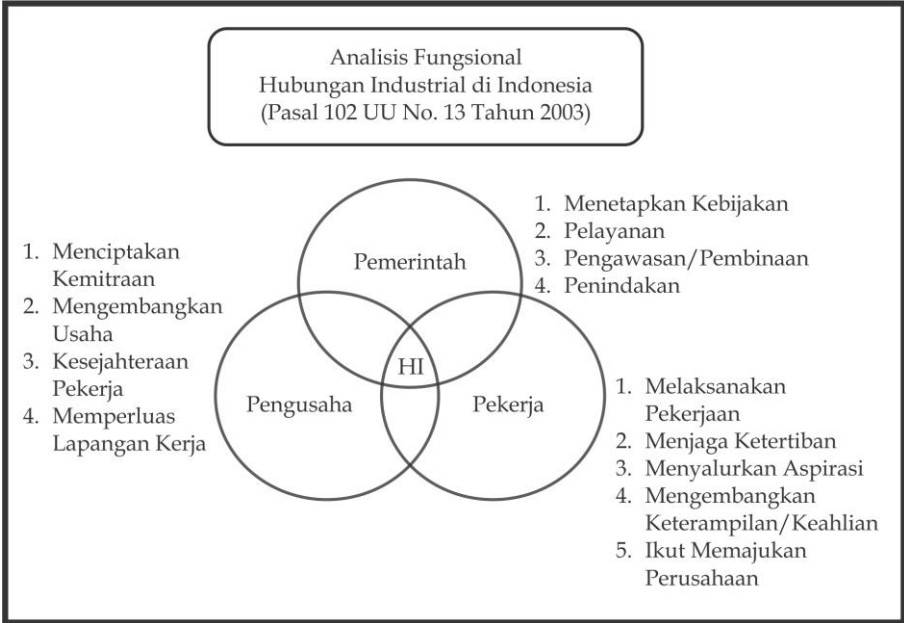 Analisis Fungsional
Hubungan Industrial di Indonesia
(Pasal 102 UU No. 13 Tahun 2003)
1. Menciptakan
Kemitraan
2. Mengembangkan
Usaha
3. Kesejahteraan
Pekerja
4. Memperluas
Lapangan Kerja
Pemerintah
1. Menetapkan Kebijakan
2. Pelayanan
3. Pengawasan/Pembinaan
4. Penindakan
HI
Pengusaha
Pekerja
1. Melaksanakan
Pekerjaan
2. Menjaga Ketertiban
3. Menyalurkan Aspirasi
4. Mengembangkan
Keterampilan/Keahlian
5. Ikut Memajukan
Perusahaan